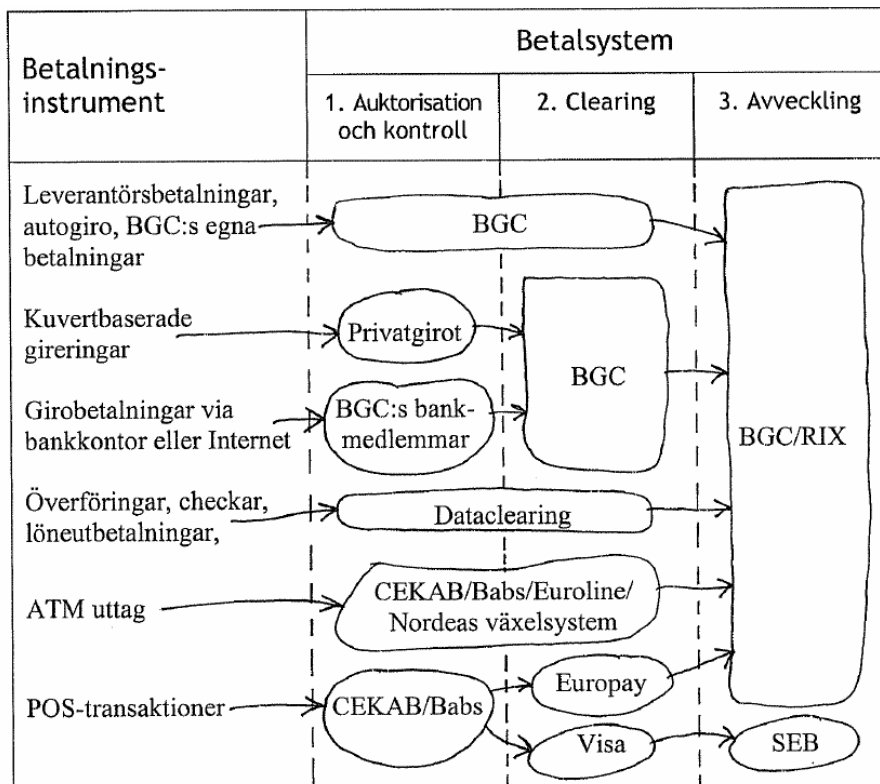 Betalnings-
instrument
Betalsystem
1. Auktorisation
och kontroll
2. Clearing
3. Avveckling
Leverantörsbetalningar,
autogiro, BGC:s egna
betalningar
BGC
Kuvertbaserade
gireringar
Privatgirot
BGC
Girobetalningar via
bankkontor eller Internet
BGC:s bank-
medlemmar
BGC/RIX
Överföringar, checkar,
löneutbetalningar,
Dataclearing
ATM uttag
CEKAB/Babs/Euroline/
Nordeas växelsystem
POS-transaktioner
CEKAB/Babs
Europay
Visa
SEB